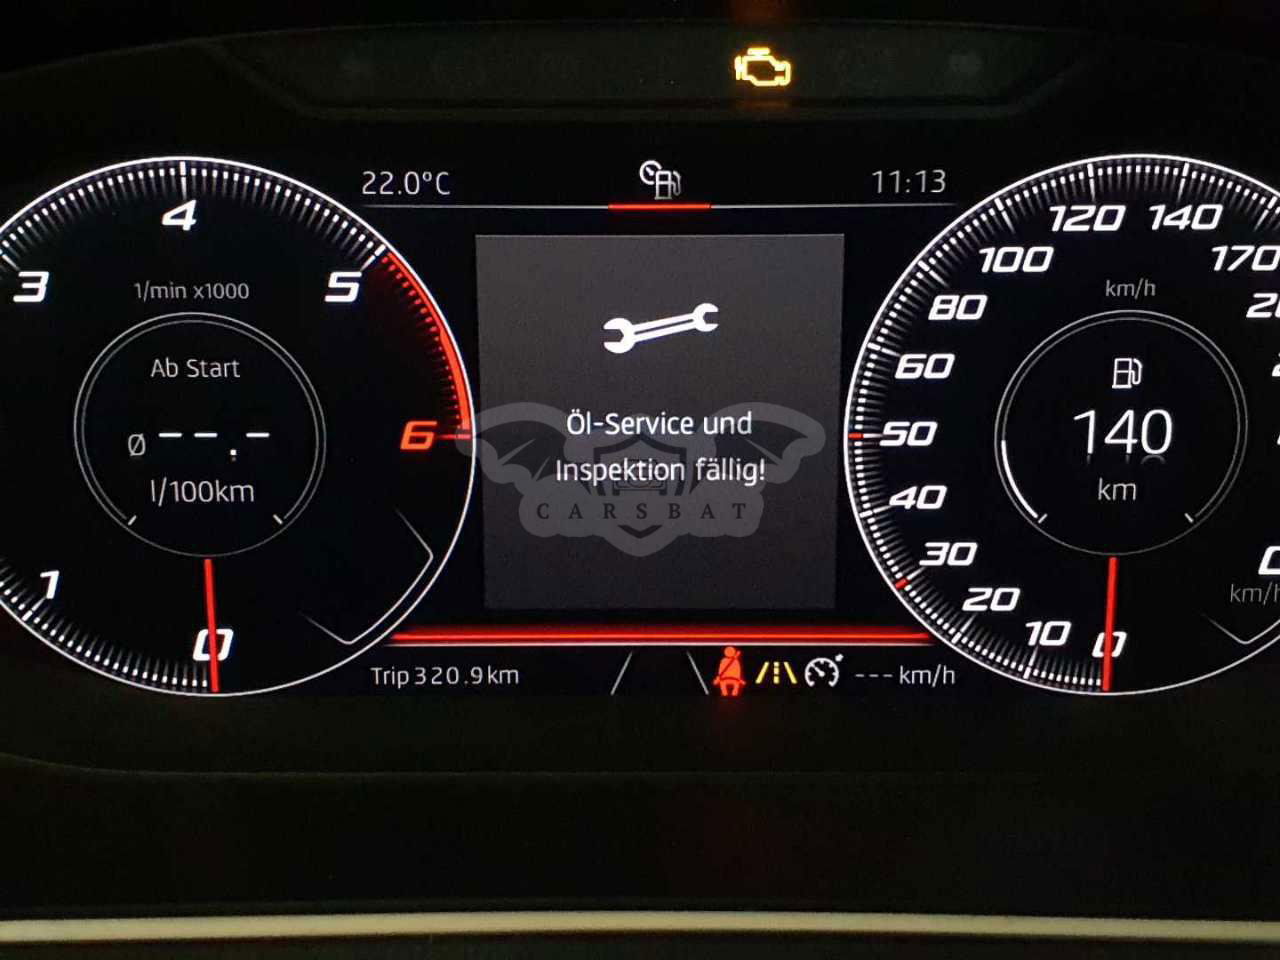 22.0°C
11:13
3
4
5
6
1/min x1000
Ab Start
Ø --.-
l/100km
1
0
Öl-Service und
Inspektion fällig!
CARSBAT
Trip 320.9 km
--- km/h
0
10
20
30
40
50
60
80
100
120
140
170
km/h
140
km
km/h